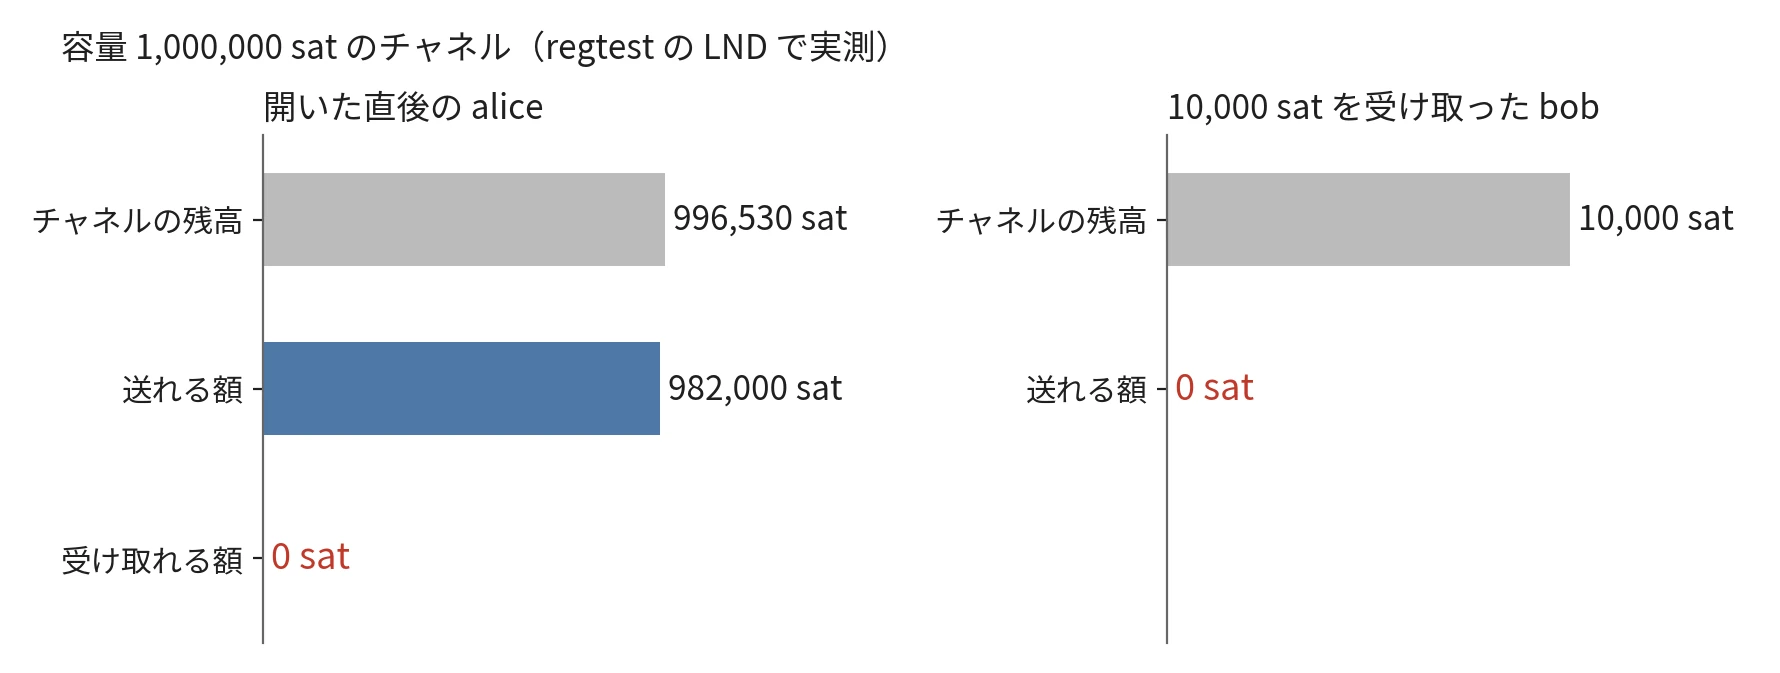 容量 1,000,000 sat のチャネル（regtest の LND で実測）
開いた直後の alice
チャネルの残高
996,530 sat
送れる額
982,000 sat
受け取れる額
0 sat
10,000 sat を受け取った bob
チャネルの残高
10,000 sat
送れる額
0 sat